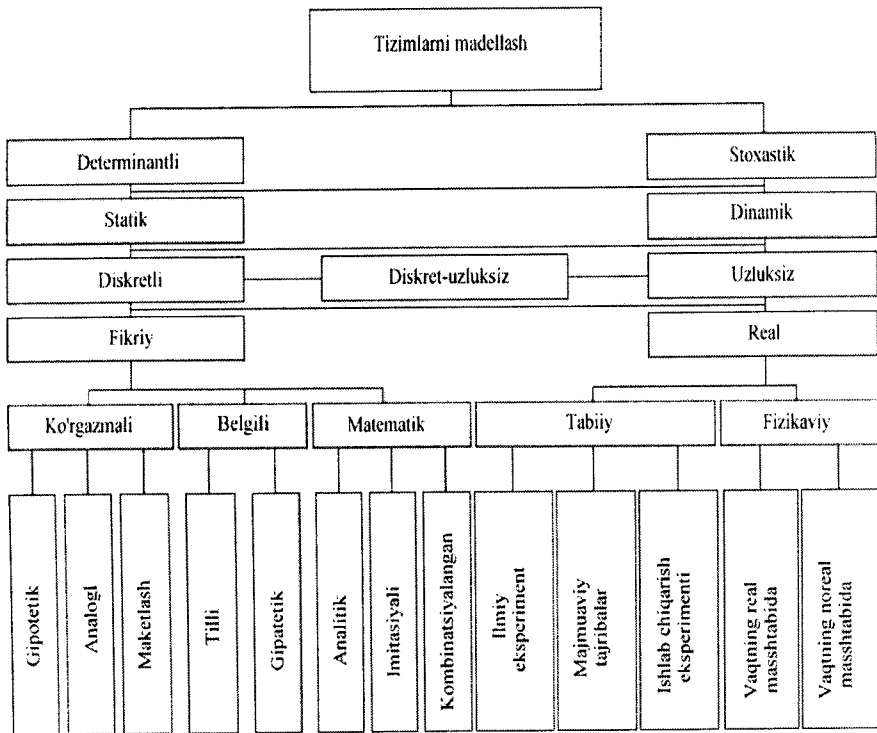 Tizimlarni madellash
Determinantli
Stoxastik
Statik
Dinamik
Diskretli
Diskret-uzluksiz
Uzluksiz
Fikriy
Real
Ko'rgazmali
Belgili
Matematik
Tabiiy
Fizikaviy
Gipotetik
Analogl
Maketlash
Tilli
Gipatetik
Analitik
Imitasiyali
Kombinatsiyalangan
Ilmiy
eksperiment
Majmuaviy
tajribalar
Ishlab chiqarish
eksperimenti
Vaqtning real
masshtabida
Vaqtning noreal
masshtabida